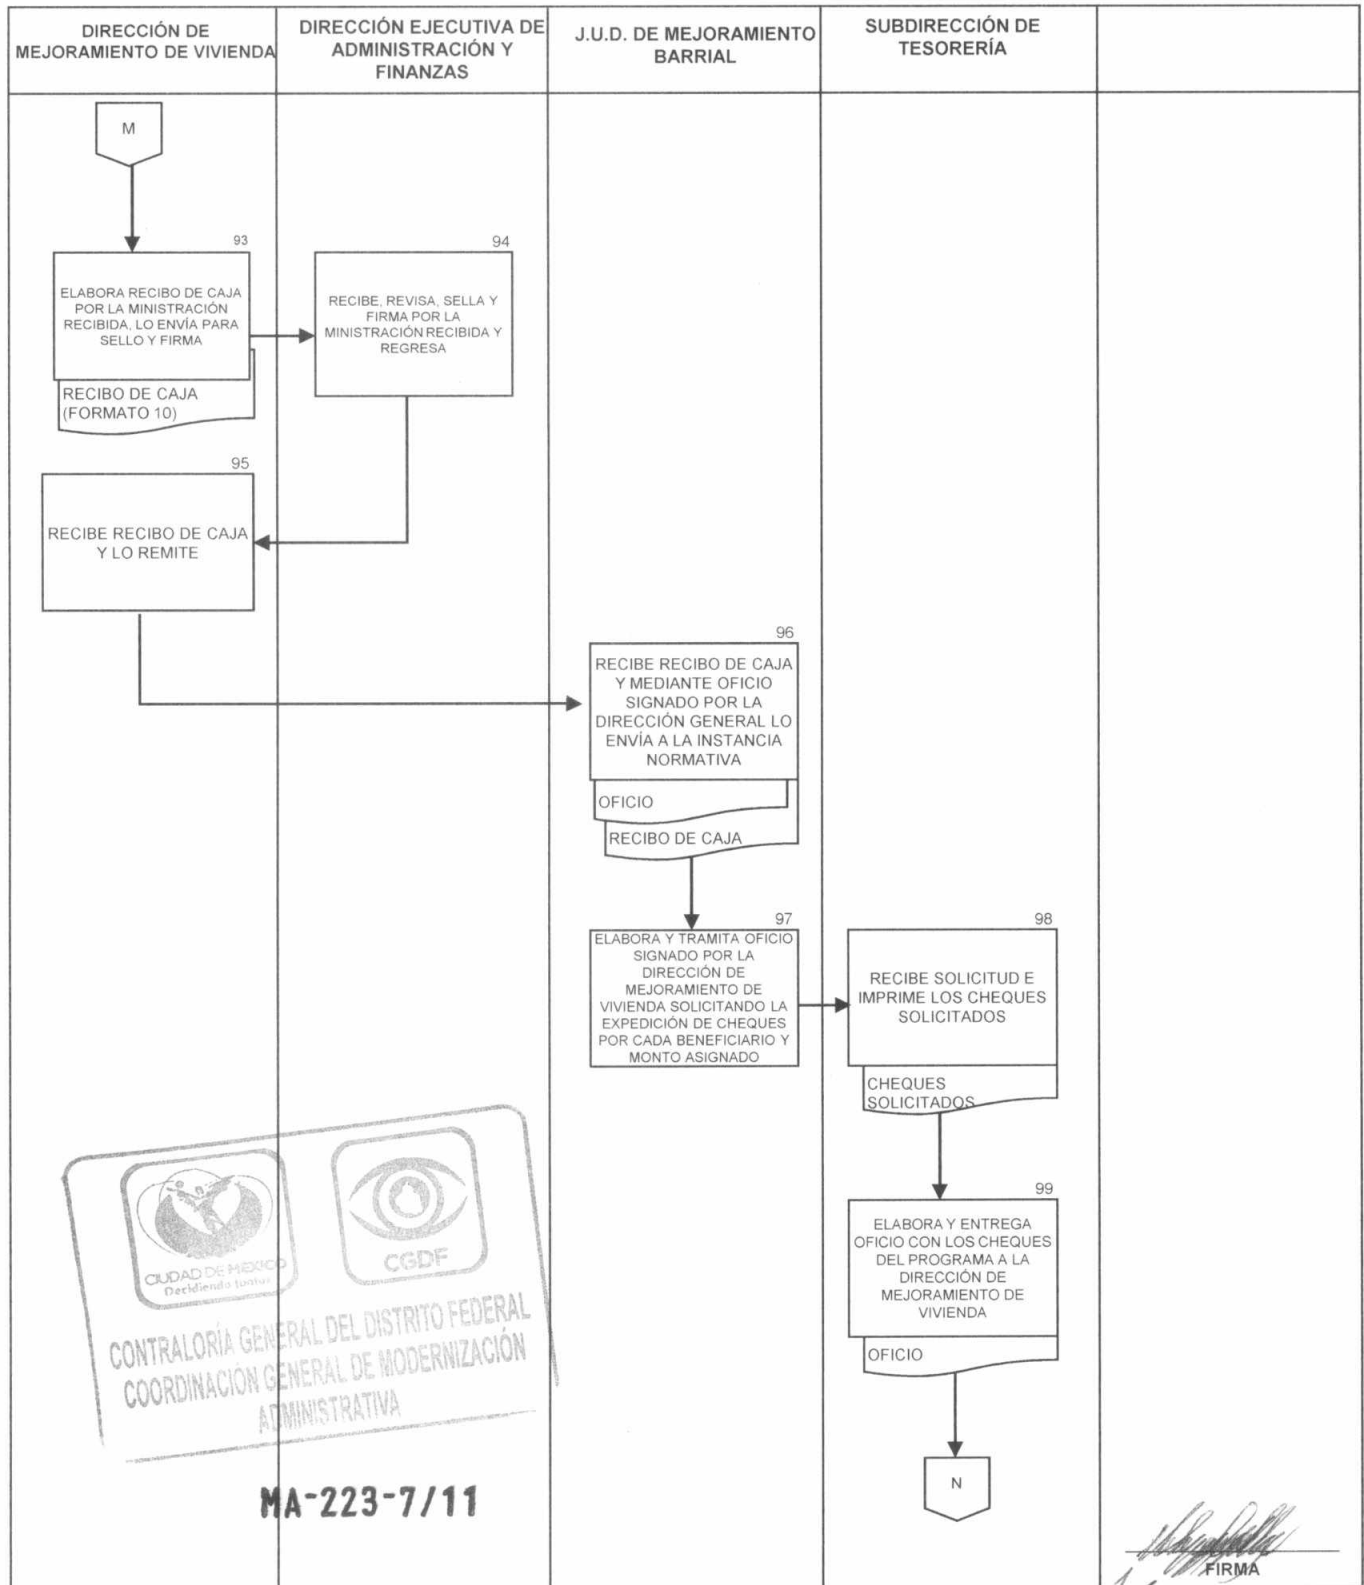 DIRECCIÓN DE
MEJORAMIENTO DE VIVIENDA
DIRECCIÓN EJECUTIVA DE
ADMINISTRACIÓN Y
FINANZAS
J.U.D. DE MEJORAMIENTO
BARRIAL
SUBDIRECCIÓN DE
TESORERÍA
M
93
ELABORA RECIBO DE CAJA
POR LA MINISTRACIÓN
RECIBIDA, LO ENVÍA PARA
SELLO Y FIRMA
RECIBO DE CAJA
(FORMATO 10)
94
RECIBE, REVISA, SELLA Y
FIRMA POR LA
MINISTRACIÓN RECIBIDA Y
REGRESA
95
RECIBE RECIBO DE CAJA
Y LO REMITE
96
RECIBE RECIBO DE CAJA
Y MEDIANTE OFICIO
SIGNADO POR LA
DIRECCIÓN GENERAL LO
ENVÍA A LA INSTANCIA
NORMATIVA
OFICIO
RECIBO DE CAJA
97
ELABORA Y TRAMITA OFICIO
SIGNADO POR LA
DIRECCIÓN DE
MEJORAMIENTO DE
VIVIENDA SOLICITANDO LA
EXPEDICIÓN DE CHEQUES
POR CADA BENEFICIARIO Y
MONTO ASIGNADO
98
RECIBE SOLICITUD E
IMPRIME LOS CHEQUES
SOLICITADOS
CHEQUES
SOLICITADOS
99
ELABORA Y ENTREGA
OFICIO CON LOS CHEQUES
DEL PROGRAMA A LA
DIRECCIÓN DE
MEJORAMIENTO DE
VIVIENDA
OFICIO
N
CIUDAD DE MÉXICO
Decidiendo Juntos
CGDF
CONTRALORÍA GENERAL DEL DISTRITO FEDERAL
COORDINACIÓN GENERAL DE MODERNIZACIÓN
ADMINISTRATIVA
MA-223-7/11
FIRMA